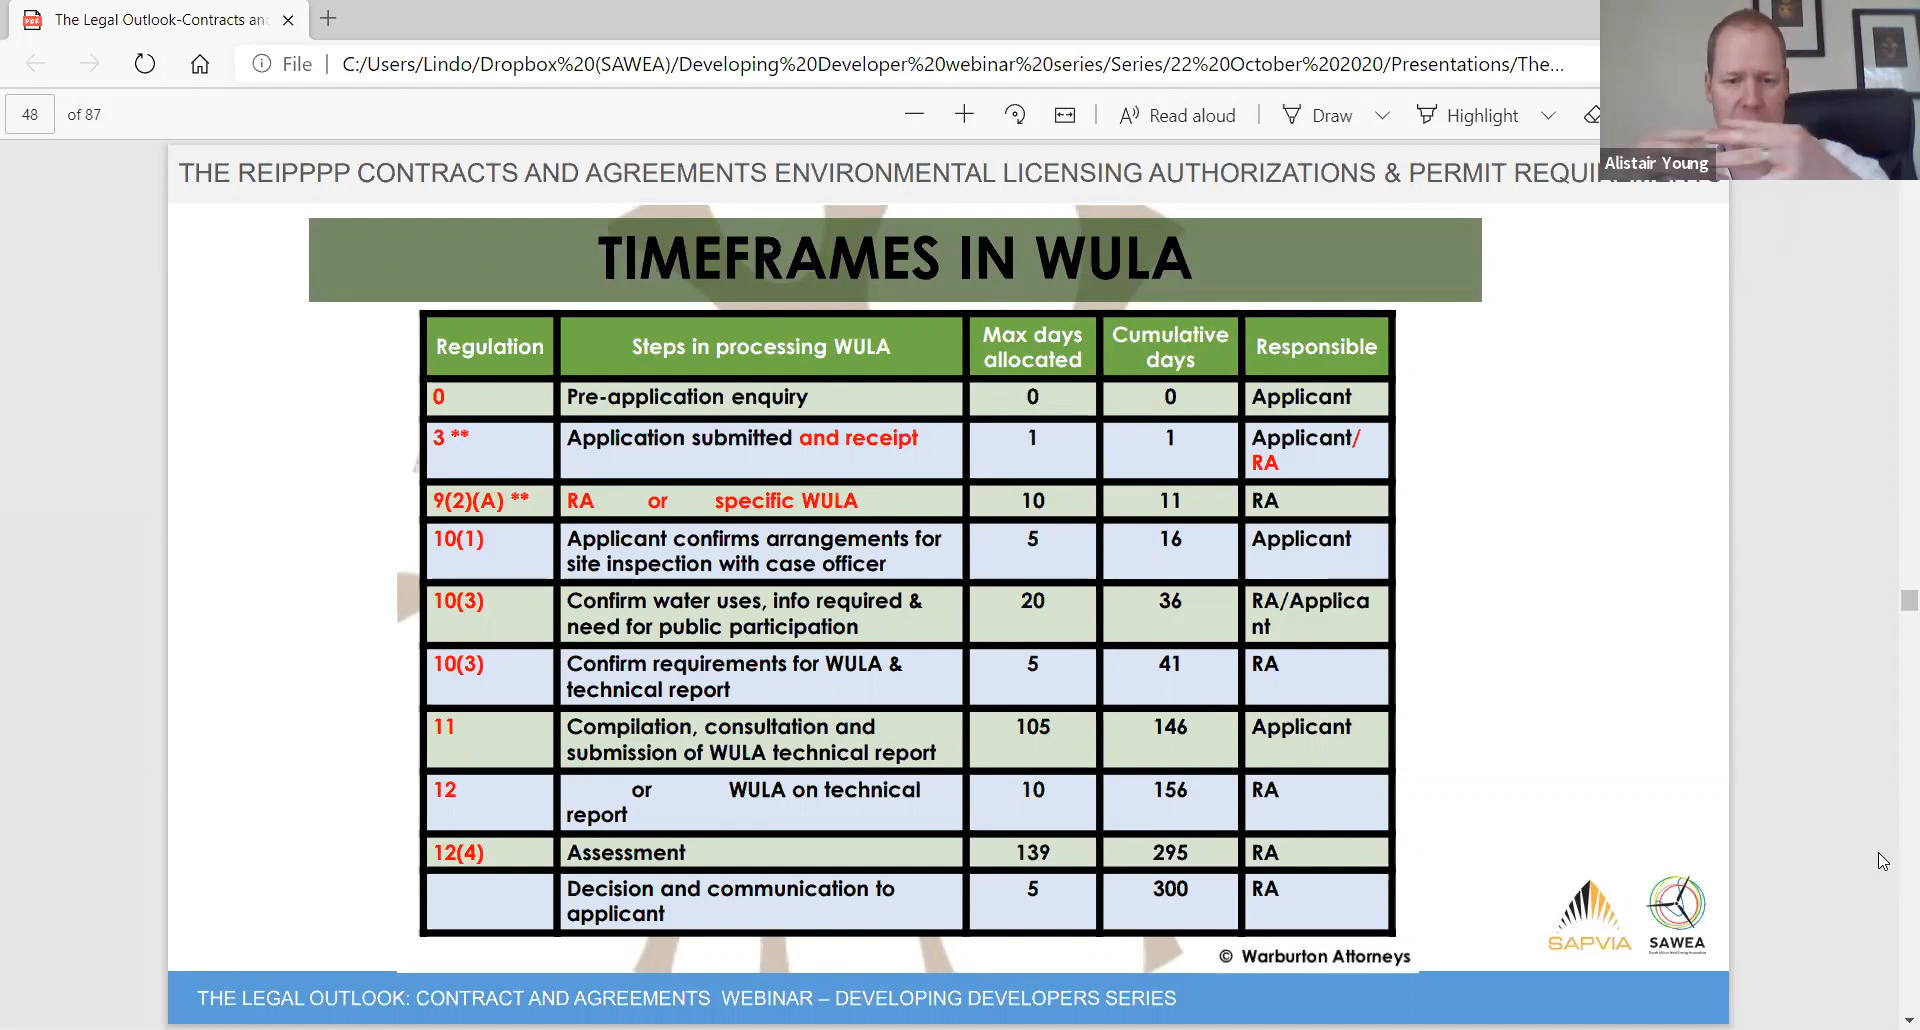 The Legal Outlook-Contracts and
File
C:/Users/Lindo/Dropbox%20(SAWEA)/Developing%20Developer%20webinar%20series/Series/22%20October%202020/Presentations/The...
48 of 87
Read aloud
Draw
Highlight
Alistair Young
THE REIPPPP CONTRACTS AND AGREEMENTS ENVIRONMENTAL LICENSING AUTHORIZATIONS & PERMIT REQUIREMENTS
TIMEFRAMES IN WULA
Regulation Steps in processing WULA Max days allocated Cumulative days Responsible
0 Pre-application enquiry 0 0 Applicant
3 ** Application submitted and receipt 1 1 Applicant/
RA
9(2)(A) ** RA or specific WULA 10 11 RA
10(1) Applicant confirms arrangements for 5 16 Applicant
site inspection with case officer
10(3) Confirm water uses, info required & 20 36 RA/Applica
need for public participation nt
10(3) Confirm requirements for WULA & 5 41 RA
technical report
11 Compilation, consultation and 105 146 Applicant
submission of WULA technical report
12 or WULA on technical 10 156 RA
report
12(4) Assessment 139 295 RA
Decision and communication to 5 300 RA
applicant
© Warburton Attorneys
SAPVIA
SAWEA
THE LEGAL OUTLOOK: CONTRACT AND AGREEMENTS WEBINAR – DEVELOPING DEVELOPERS SERIES